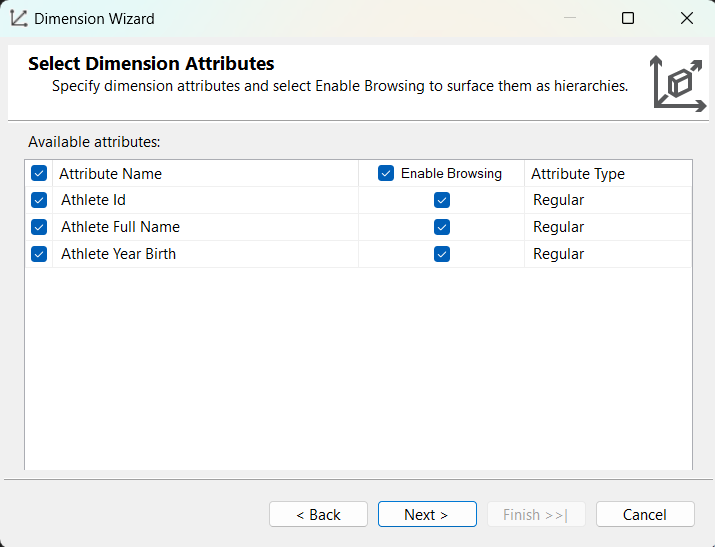 Dimension Wizard
Select Dimension Attributes
Specify dimension attributes and select Enable Browsing to surface them as hierarchies.
Available attributes:
Attribute Name Enable Browsing Attribute Type
Athlete Id Regular
Athlete Full Name Regular
Athlete Year Birth Regular
< Back Next > Finish >>| Cancel